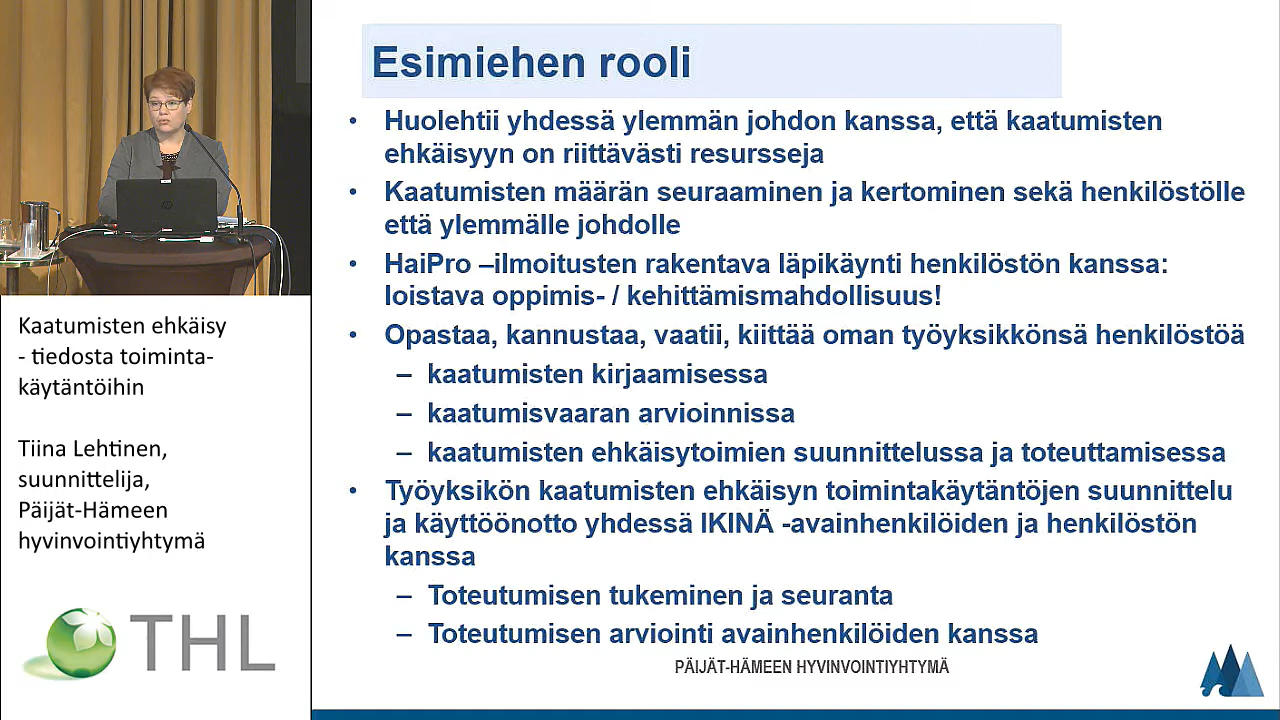 Esimiehen rooli
• Huolehtii yhdessä ylemmän johdon kanssa, että kaatumisten
ehkäisyyn on riittävästi resursseja
• Kaatumisten määrän seuraaminen ja kertominen sekä henkilöstölle
että ylemmälle johdolle
• HaiPro –ilmoitusten rakentava läpikäynti henkilöstön kanssa:
loistava oppimis- / kehittämismahdollisuus!
• Opastaa, kannustaa, vaatii, kiittää oman työyksikkönsä henkilöstöä
– kaatumisten kirjaamisessa
– kaatumisvaaran arvioinnissa
– kaatumisten ehkäisytoimien suunnittelussa ja toteuttamisessa
• Työyksikön kaatumisten ehkäisyn toimintakäytäntöjen suunnittelu
ja käyttöönotto yhdessä IKINÄ -avainhenkilöiden ja henkilöstön
kanssa
– Toteutumisen tukeminen ja seuranta
– Toteutumisen arviointi avainhenkilöiden kanssa
PÄIJÄT-HÄMEEN HYVINVOINTIYHTYMÄ
Kaatumisten ehkäisy
- tiedosta toiminta-
käytäntöihin
Tiina Lehtinen,
suunnittelija,
Päijät-Hämeen
hyvinvointiyhtymä
THL